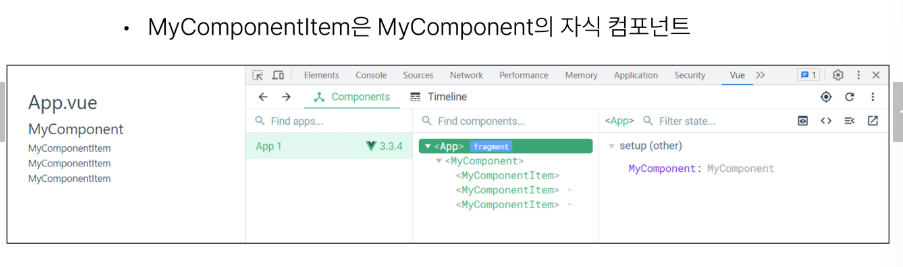 • MyComponentItem은 MyComponent의 자식 컴포넌트
Elements Console Sources Network Performance Memory Application Security Vue 1
Components Timeline
Find apps... Find components... <App> Filter state...
App.vue
MyComponent
MyComponentItem
MyComponentItem
MyComponentItem
App 1 3.3.4
<App> fragment
<MyComponent>
<MyComponentItem>
<MyComponentItem>
<MyComponentItem>
setup (other)
MyComponent: MyComponent